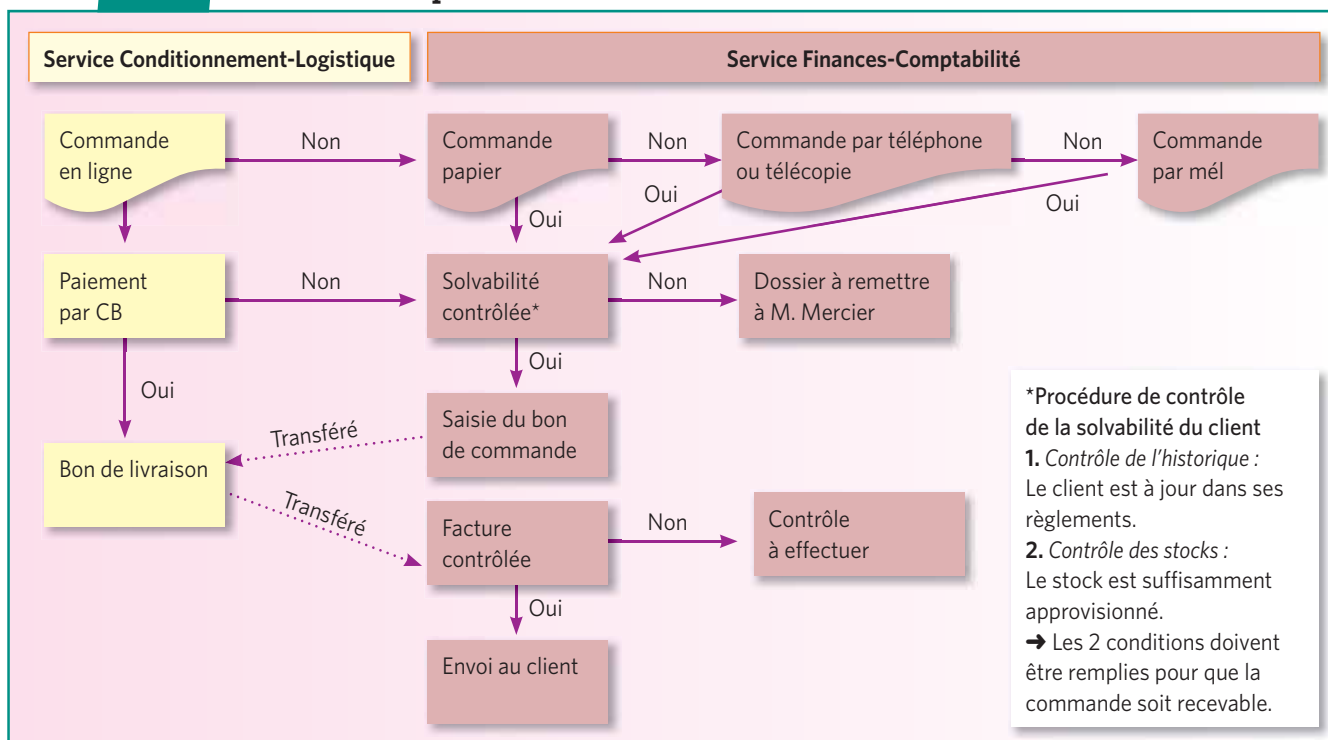 Service Conditionnement-Logistique
Service Finances-Comptabilité
Commande
en ligne
Non
Commande
papier
Non
Commande par téléphone
ou télécopie
Non
Commande
par mél
Oui
Oui
Oui
Paiement
par CB
Non
Solvabilité
contrôlée*
Non
Dossier à remettre
à M. Mercier
Oui
Oui
Saisie du bon
de commande
Transféré
Bon de livraison
Transféré
Facture
contrôlée
Non
Contrôle
à effectuer
Oui
Envoi au client
*Procédure de contrôle
de la solvabilité du client
1. Contrôle de l'historique :
Le client est à jour dans ses
règlements.
2. Contrôle des stocks :
Le stock est suffisamment
approvisionné.
➜ Les 2 conditions doivent
être remplies pour que la
commande soit recevable.